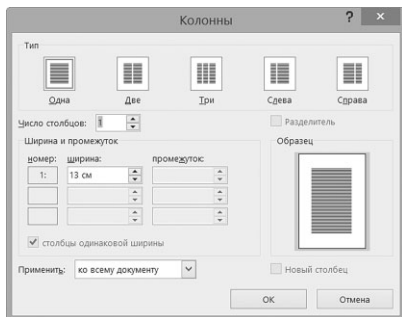 Колонны ? ×
Тип
Одна Две Три Слева Справа
Число столбцов: 1 Разделитель
Ширина и промежуток Образец
номер: ширина: промежуток:
1: 13 см
столбцы одинаковой ширины
Применить: ко всему документу Новый столбец
ОК Отмена